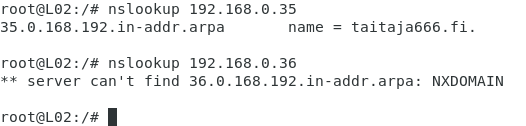 root@L02:/# nslookup 192.168.0.35
35.0.168.192.in-addr.arpa       name = taitaja666.fi.
root@L02:/# nslookup 192.168.0.36
** server can't find 36.0.168.192.in-addr.arpa: NXDOMAIN
root@L02:/#